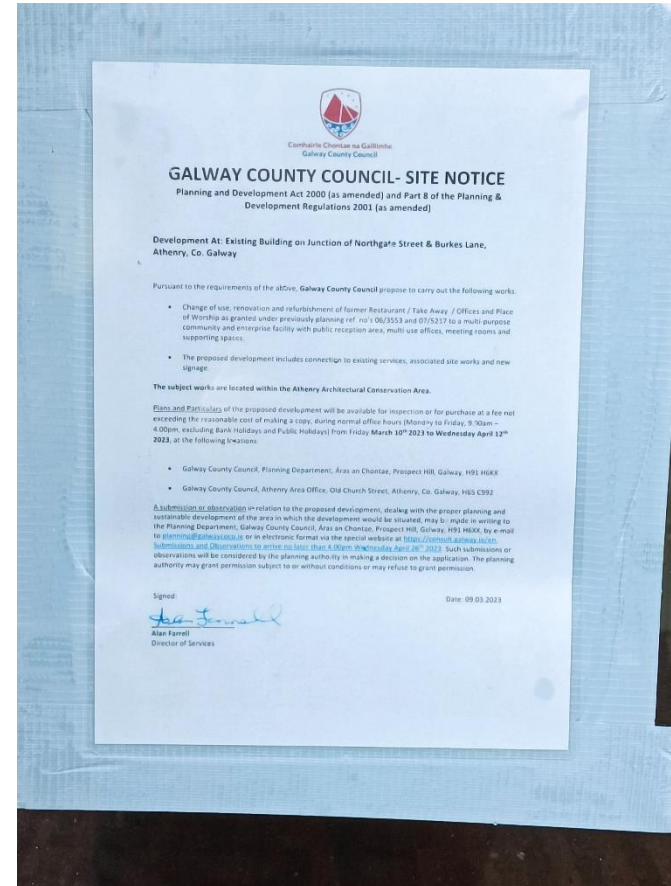 Comhairle Chontae na Gaillimhe
Galway County Council
GALWAY COUNTY COUNCIL- SITE NOTICE
Planning and Development Act 2000 (as amended) and Part 8 of the Planning &
Development Regulations 2001 (as amended)
Development At: Existing Building on Junction of Northgate Street & Burkes Lane,
Athenry, Co. Galway
Pursuant to the requirements of the above, Galway County Council propose to carry out the following works.
• Change of use, renovation and refurbishment of former Restaurant / Take Away / Offices and Place
of Worship as granted under previously planning ref. no's 06/3553 and 07/5217 to a multi-purpose
community and enterprise facility with public reception area, multi use offices, meeting rooms and
supporting spaces.
• The proposed development includes connection to existing services, associated site works and new
signage.
The subject works are located within the Athenry Architectural Conservation Area.
Plans and Particulars of the proposed development will be available for inspection or for purchase at a fee not
exceeding the reasonable cost of making a copy, during normal office hours (Monday to Friday, 9.00am –
4.00pm, excluding Bank Holidays and Public Holidays) from Friday March 10th 2023 to Wednesday April 12th
2023, at the following locations:
• Galway County Council, Planning Department, Áras an Chontae, Prospect Hill, Galway, H91 H6KX
• Galway County Council, Athenry Area Office, Old Church Street, Athenry, Co. Galway, H65 C992
A submission or observation in relation to the proposed development, dealing with the proper planning and
sustainable development of the area in which the development would be situated, may be made in writing to
the Planning Department, Galway County Council, Áras an Chontae, Prospect Hill, Galway, H91 H6KX, by e-mail
to planning@galwaycoco.ie or in electronic format via the special website at https://consult.galway.ie/en.
Submissions and Observations to arrive no later than 4.00pm Wednesday April 26th 2023. Such submissions or
observations will be considered by the planning authority in making a decision on the application. The planning
authority may grant permission subject to or without conditions or may refuse to grant permission.
Signed:
Date: 09.03.2023
Alan Farrell
Alan Farrell
Director of Services